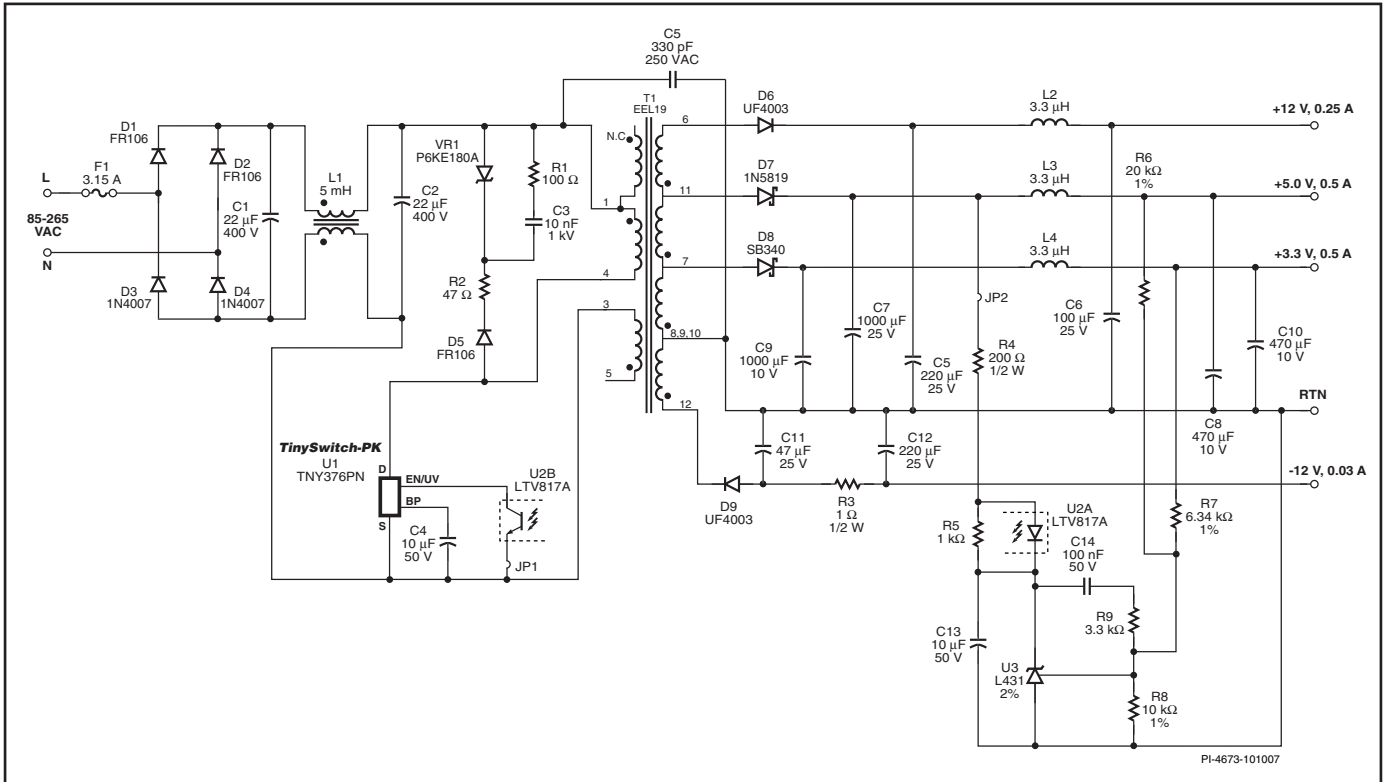 C5
330 pF
250 VAC
T1
EEL19
D6
UF4003
L2
3.3 µH
+12 V, 0.25 A
N.C
6
D1
FR106
D2
FR106
VR1
P6KE180A
R1
100 Ω
D7
1N5819
L3
3.3 µH
R6
20 kΩ
1%
+5.0 V, 0.5 A
L
F1
3.15 A
L1
5 mH
C1
22 µF
400 V
C2
22 µF
400 V
C3
10 nF
1 kV
1
11
85-265
VAC
N
D8
SB340
L4
3.3 µH
+3.3 V, 0.5 A
4
7
D3
1N4007
D4
1N4007
R2
47 Ω
D5
FR106
3
5
8,9,10
12
C9
1000 µF
10 V
C7
1000 µF
25 V
C5
220 µF
25 V
JP2
R4
200 Ω
1/2 W
C6
100 µF
25 V
C10
470 µF
10 V
C8
470 µF
10 V
RTN
C11
47 µF
25 V
C12
220 µF
25 V
-12 V, 0.03 A
D9
UF4003
R3
1 Ω
1/2 W
TinySwitch-PK
U1
TNY376PN
D
EN/UV
BP
S
U2B
LTV817A
C4
10 µF
50 V
JP1
R5
1 kΩ
U2A
LTV817A
C14
100 nF
50 V
R7
6.34 kΩ
1%
R9
3.3 kΩ
C13
10 µF
50 V
U3
L431
2%
R8
10 kΩ
1%
PI-4673-101007